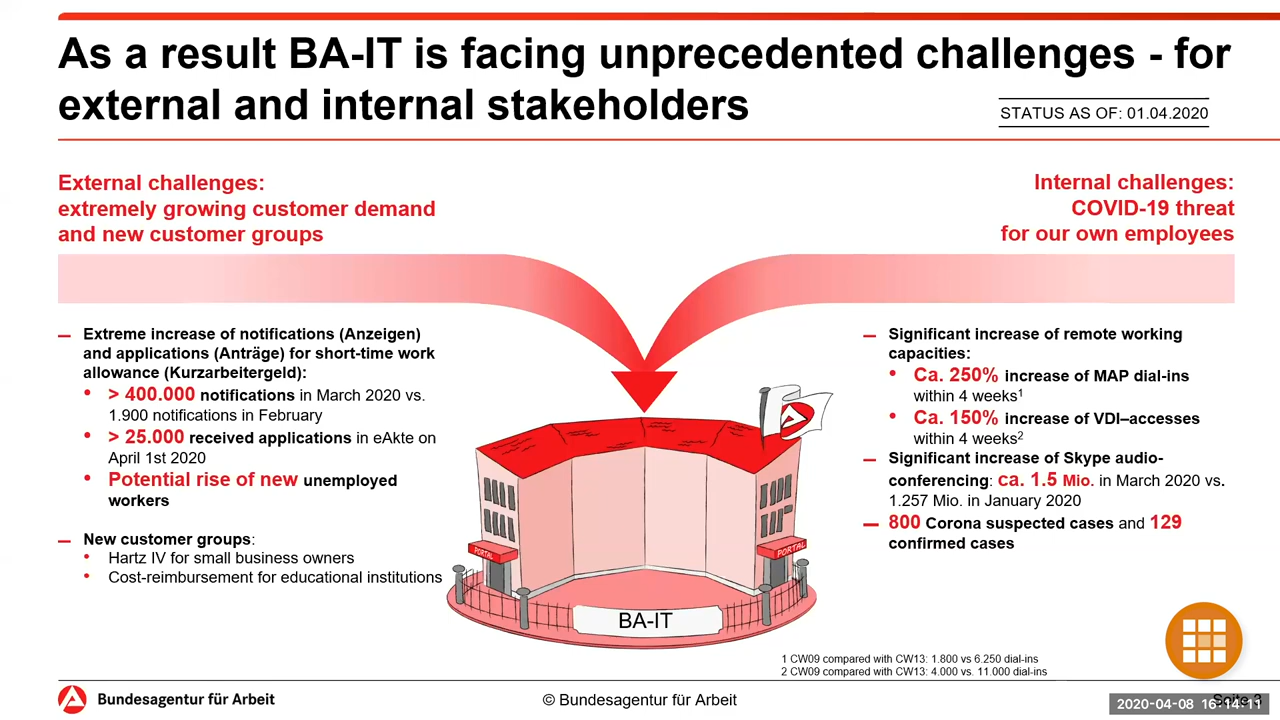 As a result BA-IT is facing unprecedented challenges - for
external and internal stakeholders
STATUS AS OF: 01.04.2020
External challenges:
extremely growing customer demand
and new customer groups
Internal challenges:
COVID-19 threat
for our own employees
– Extreme increase of notifications (Anzeigen)
and applications (Anträge) for short-time work
allowance (Kurzarbeitergeld):
• > 400.000 notifications in March 2020 vs.
1.900 notifications in February
• > 25.000 received applications in eAkte on
April 1st 2020
• Potential rise of new unemployed
workers
– New customer groups:
• Hartz IV for small business owners
• Cost-reimbursement for educational institutions
– Significant increase of remote working
capacities:
• Ca. 250% increase of MAP dial-ins
within 4 weeks¹
• Ca. 150% increase of VDI–accesses
within 4 weeks²
– Significant increase of Skype audio-
conferencing: ca. 1.5 Mio. in March 2020 vs.
1.257 Mio. in January 2020
– 800 Corona suspected cases and 129
confirmed cases
PORTAL
PORTAL
BA-IT
1 CW09 compared with CW13: 1.800 vs 6.250 dial-ins
2 CW09 compared with CW13: 4.000 vs. 11.000 dial-ins
Bundesagentur für Arbeit
© Bundesagentur für Arbeit
2020-04-08 16:14:11